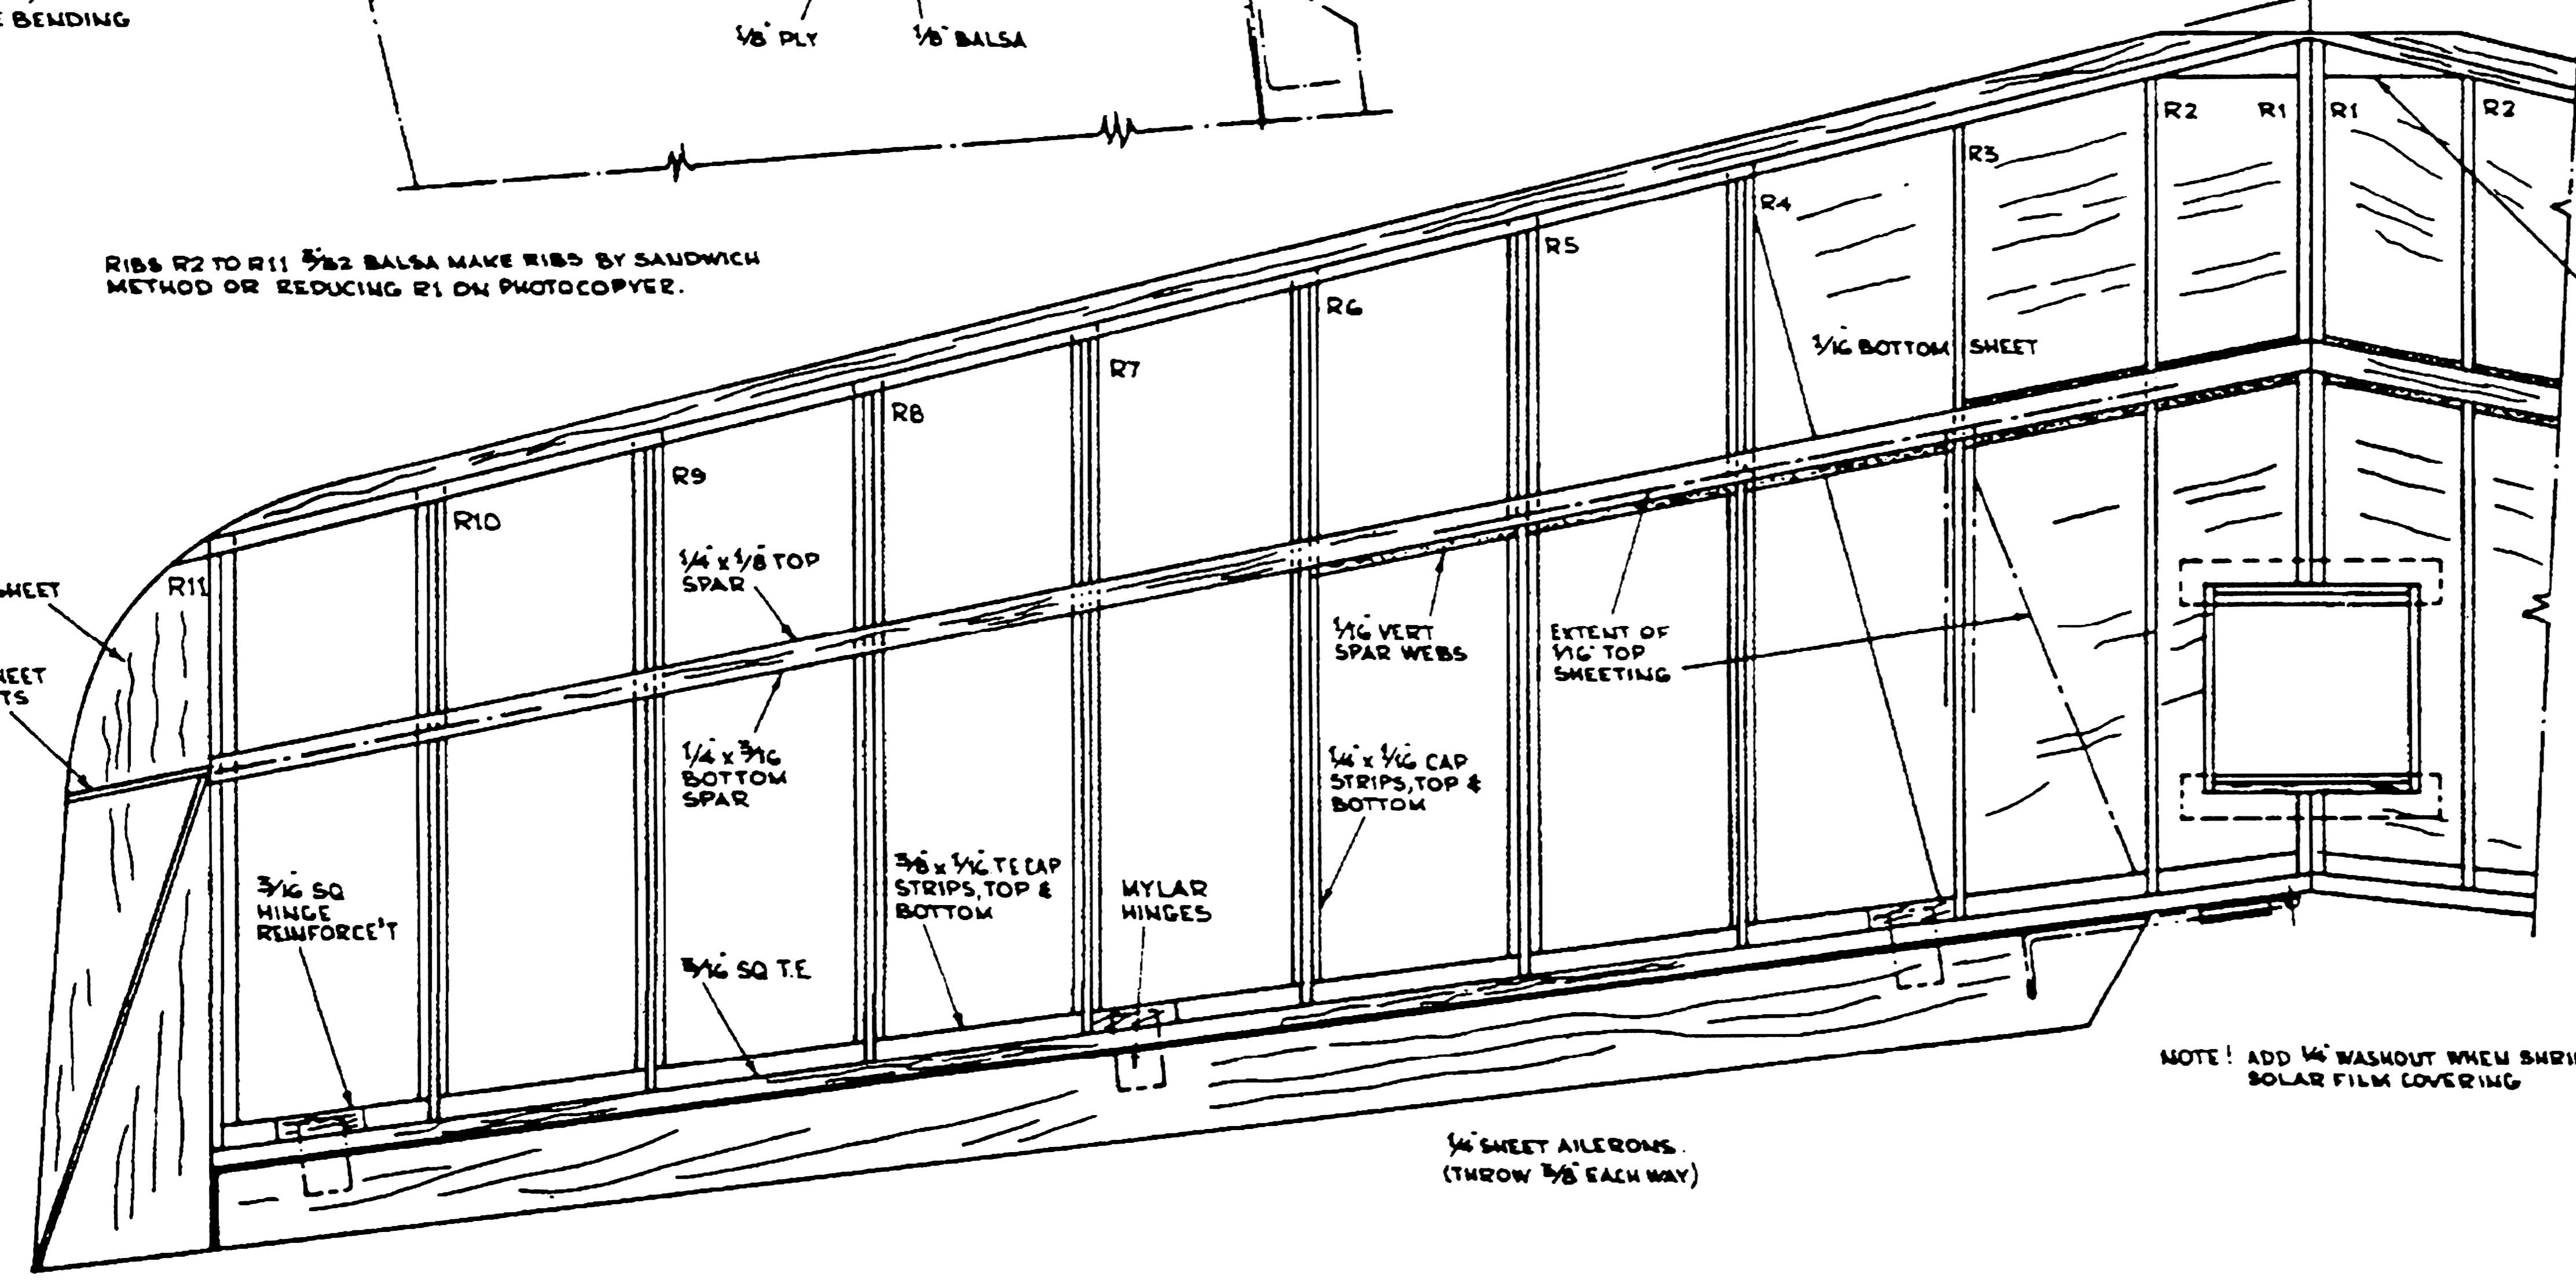 E BENDING
1/8" PLY
1/8" BALSA
RIBS R2 TO R11 3/32 BALSA MAKE RIBS BY SANDWICH
METHOD OR REDUCING R1 ON PHOTOCOPYER.
R2
R1
R1
R2
R3
R4
R5
R6
R7
R8
R9
R10
R11
1/16 BOTTOM SHEET
SHEET
1/4" x 1/8" TOP
SPAR
1/4" x 3/16"
BOTTOM
SPAR
1/16" VERT
SPAR WEBS
EXTENT OF
1/16" TOP
SHEETING
1/4" x 1/16" CAP
STRIPS, TOP &
BOTTOM
3/16 SQ
HINGE
REINFORCE'T
3/8" x 1/16" TE CAP
STRIPS, TOP &
BOTTOM
MYLAR
HINGES
3/16" SQ T.E
NOTE! ADD 1/4" WASHOUT WHEN SHRI
SOLAR FILM COVERING
1/4" SHEET AILERONS.
(THROW 3/8" EACH WAY)